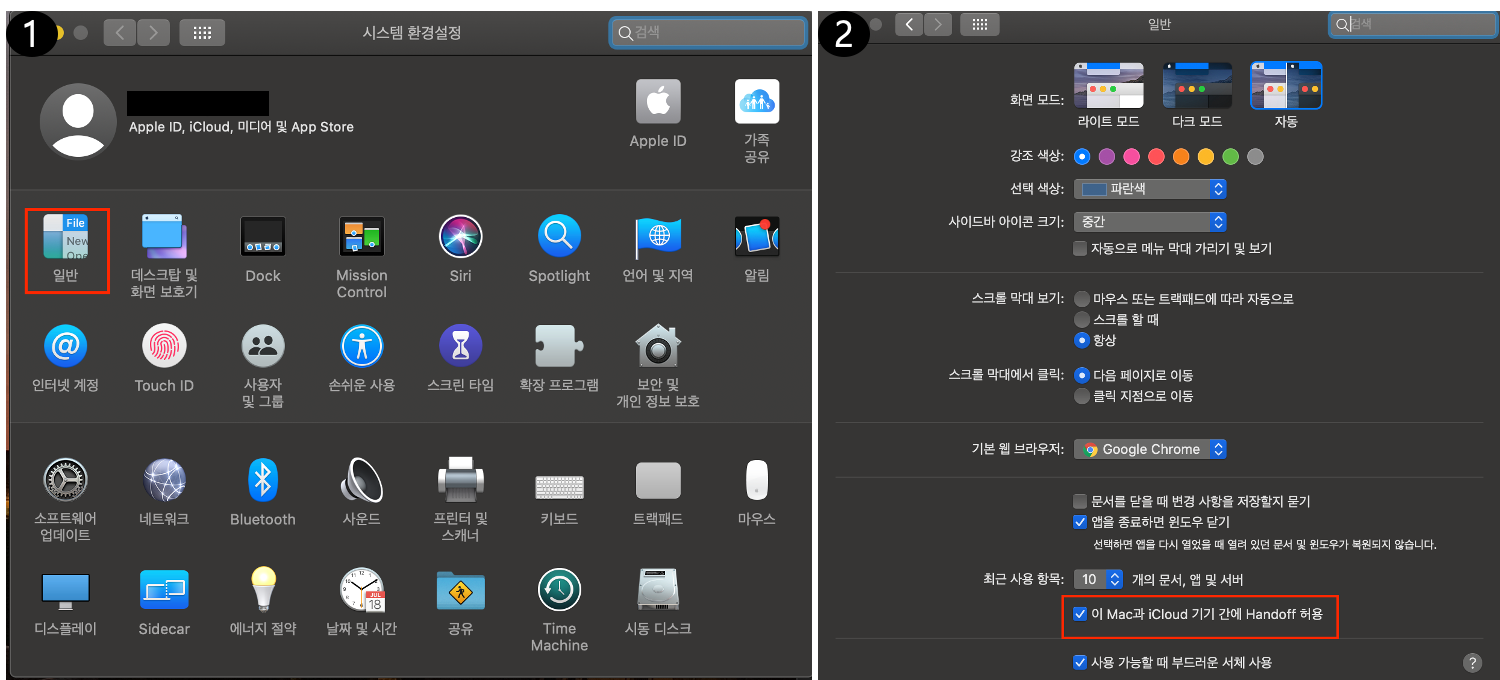 1
시스템 환경설정
검색
Apple ID, iCloud, 미디어 및 App Store
Apple ID
가족
공유
File
New
One
일반
데스크탑 및
화면 보호기
Dock
Mission
Control
Siri
Spotlight
언어 및 지역
알림
인터넷 계정
Touch ID
사용자
및 그룹
손쉬운 사용
스크린 타임
확장 프로그램
보안 및
개인 정보 보호
소프트웨어
업데이트
네트워크
Bluetooth
사운드
프린터 및
스캐너
키보드
트랙패드
마우스
디스플레이
Sidecar
에너지 절약
JUL
18
날짜 및 시간
공유
Time
Machine
시동 디스크
2
일반
검색
화면 모드:
라이트 모드
다크 모드
자동
강조 색상:
선택 색상:
파란색
사이드바 아이콘 크기:
중간
자동으로 메뉴 막대 가리기 및 보기
스크롤 막대 보기:
마우스 또는 트랙패드에 따라 자동으로
스크롤 할 때
항상
스크롤 막대에서 클릭:
다음 페이지로 이동
클릭 지점으로 이동
기본 웹 브라우저:
Google Chrome
문서를 닫을 때 변경 사항을 저장할지 묻기
앱을 종료하면 윈도우 닫기
선택하면 앱을 다시 열었을 때 열려 있던 문서 및 윈도우가 복원되지 않습니다.
최근 사용 항목:
10
개의 문서, 앱 및 서버
이 Mac과 iCloud 기기 간에 Handoff 허용
사용 가능할 때 부드러운 서체 사용
?